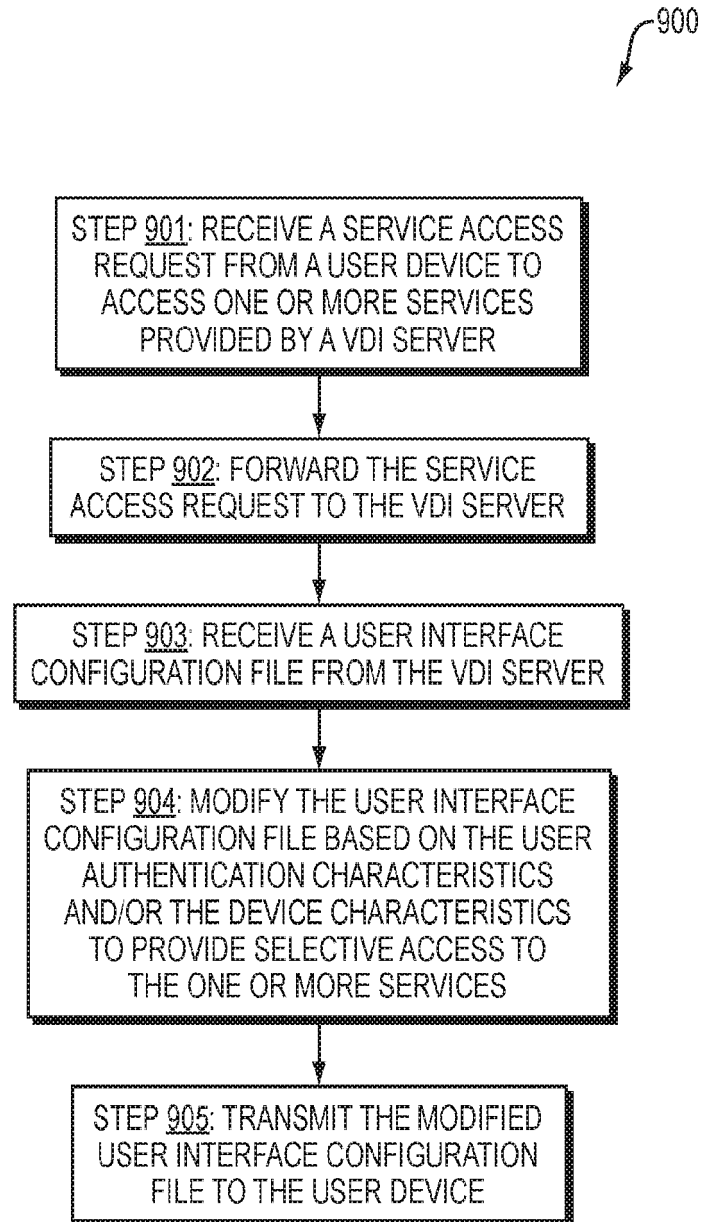 900
STEP 901: RECEIVE A SERVICE ACCESS
REQUEST FROM A USER DEVICE TO
ACCESS ONE OR MORE SERVICES
PROVIDED BY A VDI SERVER
STEP 902: FORWARD THE SERVICE
ACCESS REQUEST TO THE VDI SERVER
STEP 903: RECEIVE A USER INTERFACE
CONFIGURATION FILE FROM THE VDI SERVER
STEP 904: MODIFY THE USER INTERFACE
CONFIGURATION FILE BASED ON THE USER
AUTHENTICATION CHARACTERISTICS
AND/OR THE DEVICE CHARACTERISTICS
TO PROVIDE SELECTIVE ACCESS TO
THE ONE OR MORE SERVICES
STEP 905: TRANSMIT THE MODIFIED
USER INTERFACE CONFIGURATION
FILE TO THE USER DEVICE